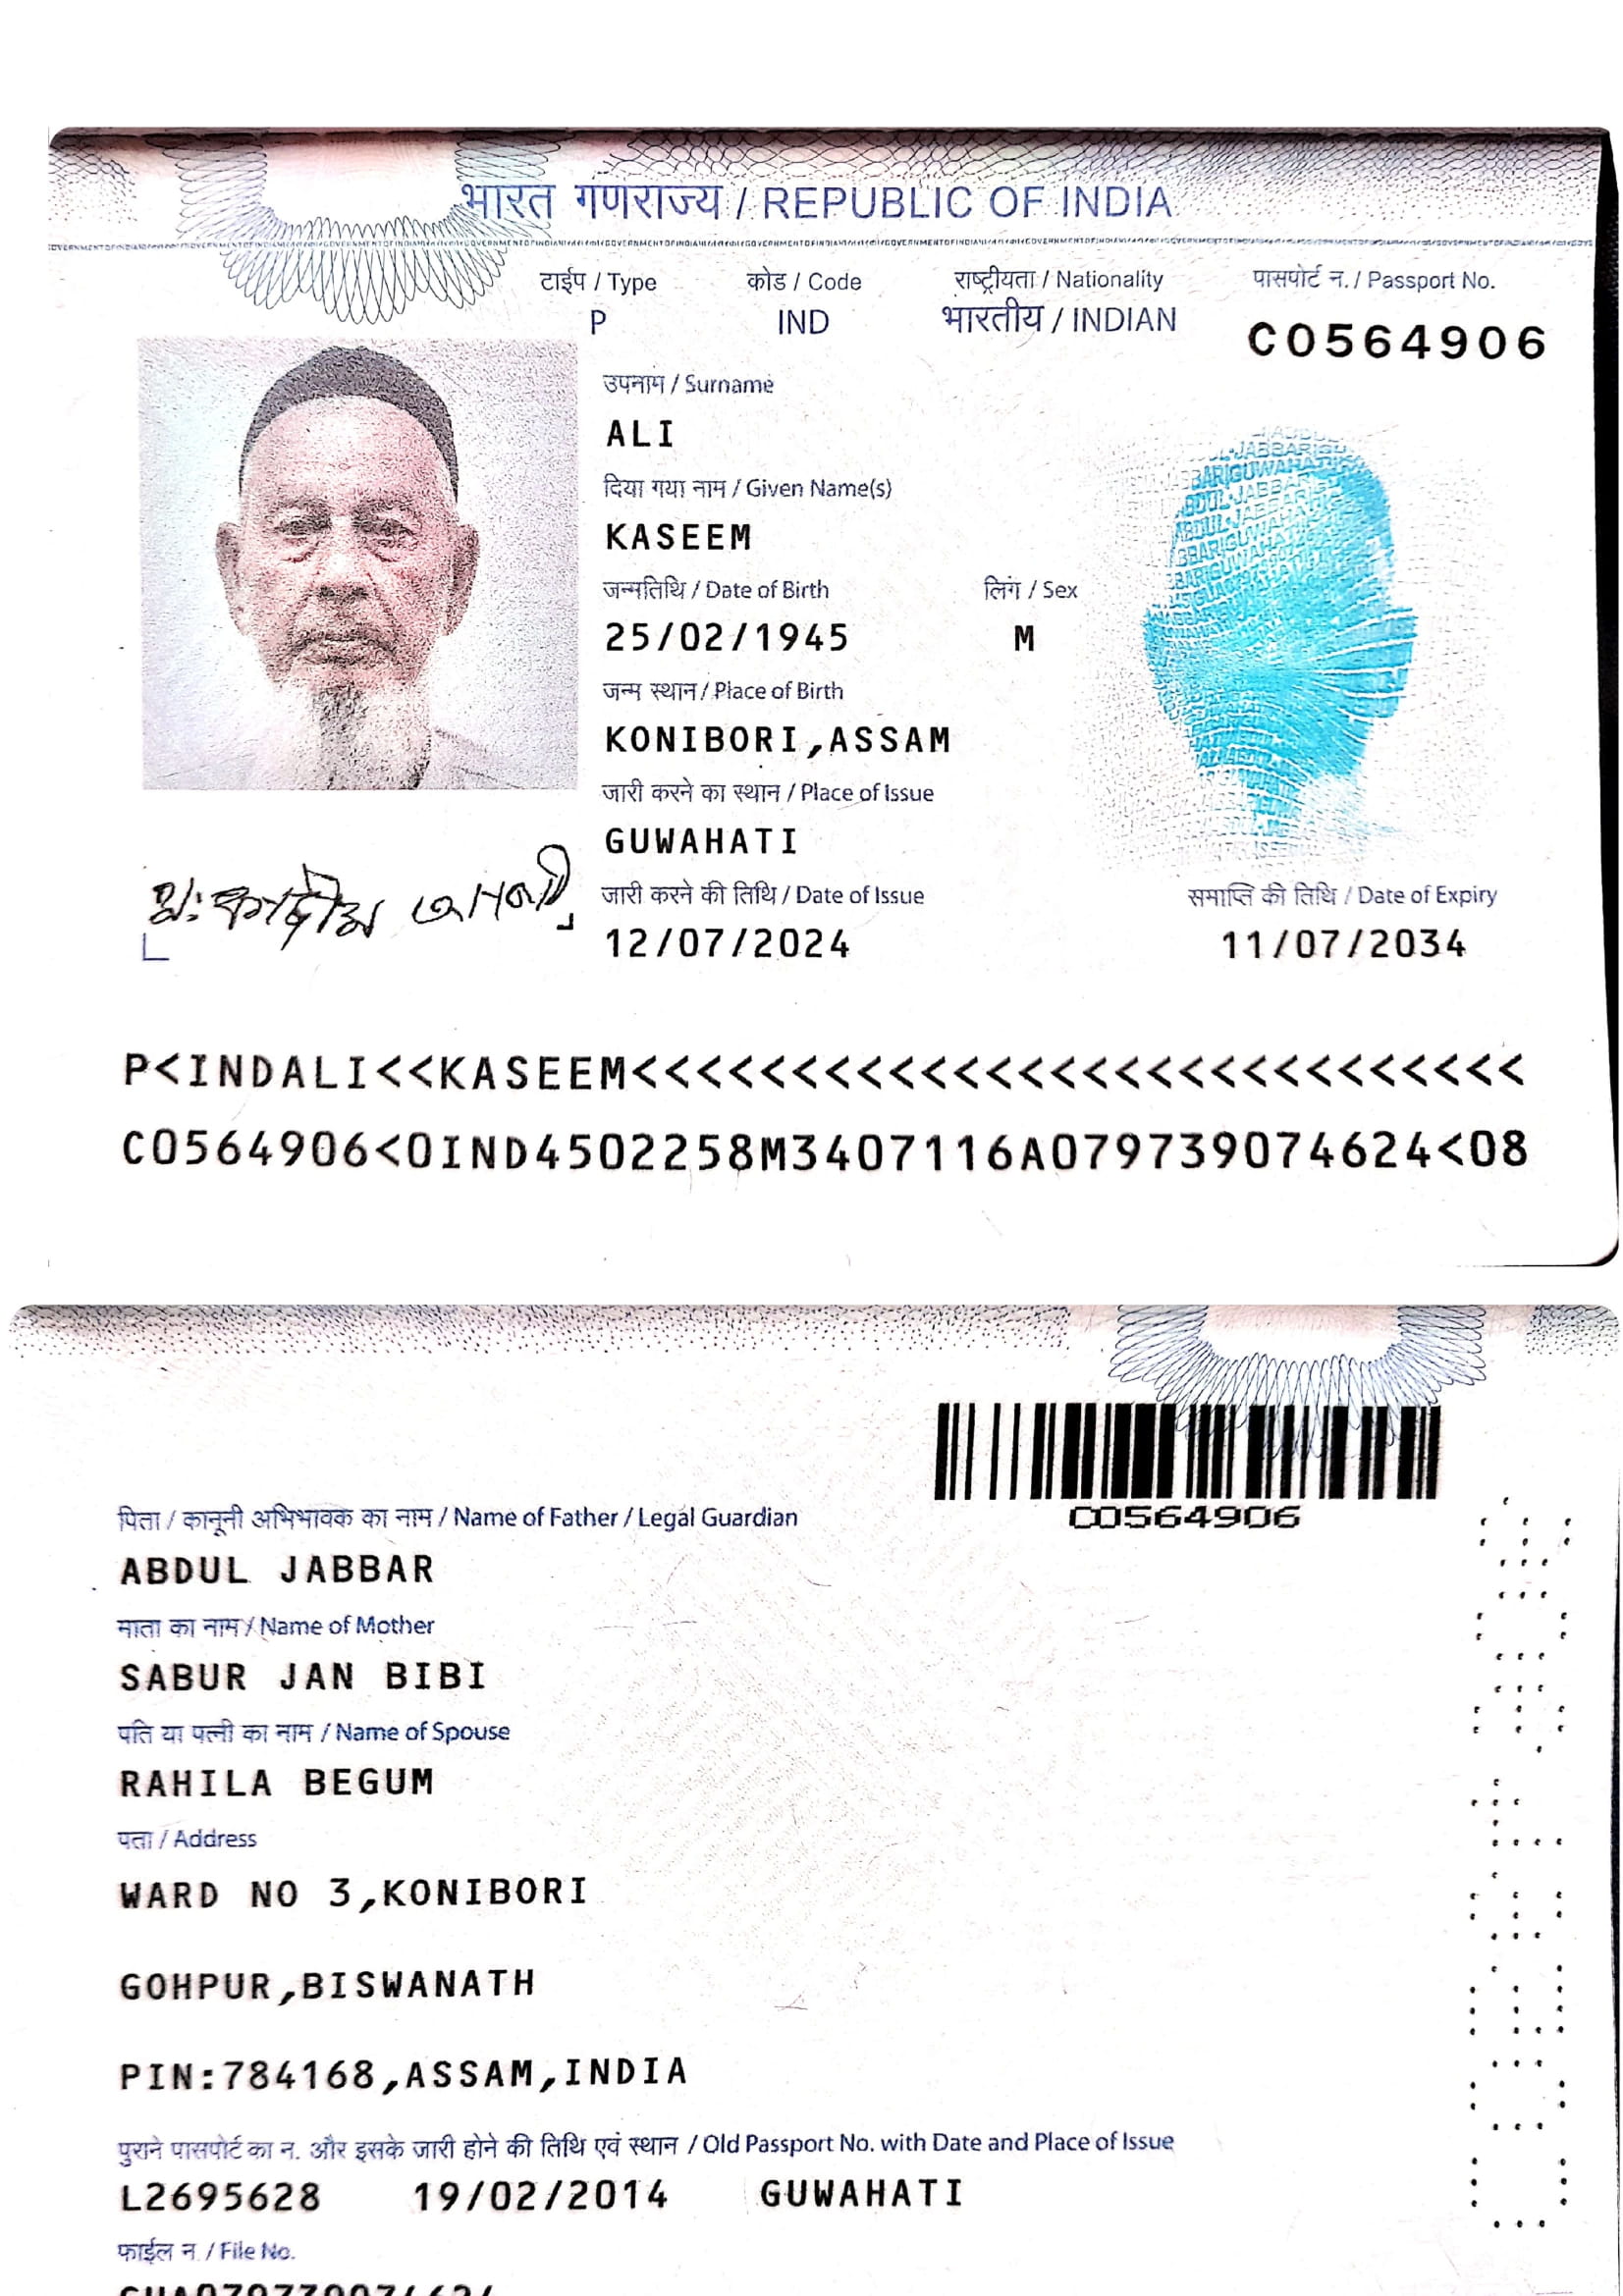 भारत गणराज्य / REPUBLIC OF INDIA
टाईप / Type कोड / Code राष्ट्रीयता / Nationality पासपोर्ट न. / Passport No.
P IND भारतीय / INDIAN C0564906
उपनाम / Surname
ALI
दिया गया नाम / Given Name(s)
KASEEM
जन्मतिथि / Date of Birth लिंग / Sex
25/02/1945 M
जन्म स्थान / Place of Birth
KONIBORI,ASSAM
जारी करने का स्थान / Place of Issue
GUWAHATI
जारी करने की तिथि / Date of Issue समाप्ति की तिथि / Date of Expiry
12/07/2024 11/07/2034
P<INDALI<<KASEEM<<<<<<<<<<<<<<<<<<<<<<<<<<<<
C0564906<0IND4502258M3407116A079739074624<08
C0564906
पिता / कानूनी अभिभावक का नाम / Name of Father / Legal Guardian
ABDUL JABBAR
माता का नाम / Name of Mother
SABUR JAN BIBI
पति या पत्नी का नाम / Name of Spouse
RAHILA BEGUM
पता / Address
WARD NO 3,KONIBORI
GOHPUR,BISWANATH
PIN:784168,ASSAM,INDIA
पुराने पासपोर्ट का न. और इसके जारी होने की तिथि एवं स्थान / Old Passport No. with Date and Place of Issue
L2695628 19/02/2014 GUWAHATI
फाईल न. / File No.